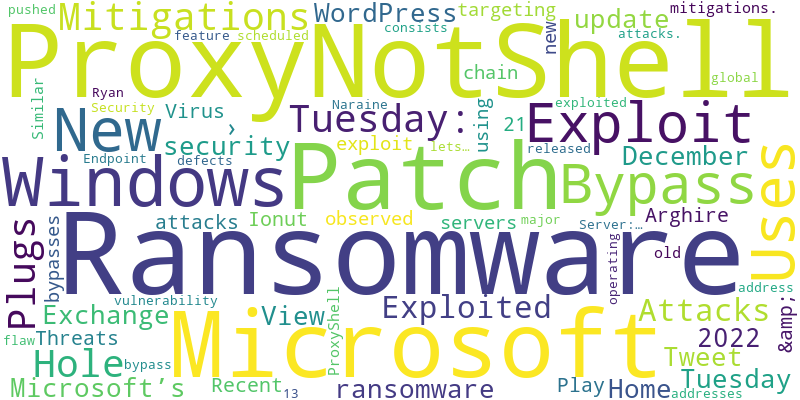 pushed
Mitigations
WordPress
consists
targeting
update
mitigations.
feature
scheduled
new
attacks.
ProxyNotShell
chain
global
Similar
Ryan
Security
Virus
›
Tuesday:
Naraine
using
21
exploited
Exploit
New
security
exploit
lets…
released
December
Endpoint
defects
Windows
Patch
Bypass
Uses
Plugs
bypasses
attacks
Ionut
observed
servers
major
Server:…
Arghire
Ransomware
operating
old
address
vulnerability
Exchange
View
ProxyShell
Exploited
Attacks
&amp;
flaw
Threats
Microsoft
2022
Hole
bypass
Tweet
Microsoft’s
Recent
13
ransomware
Play
Home
Tuesday
addresses